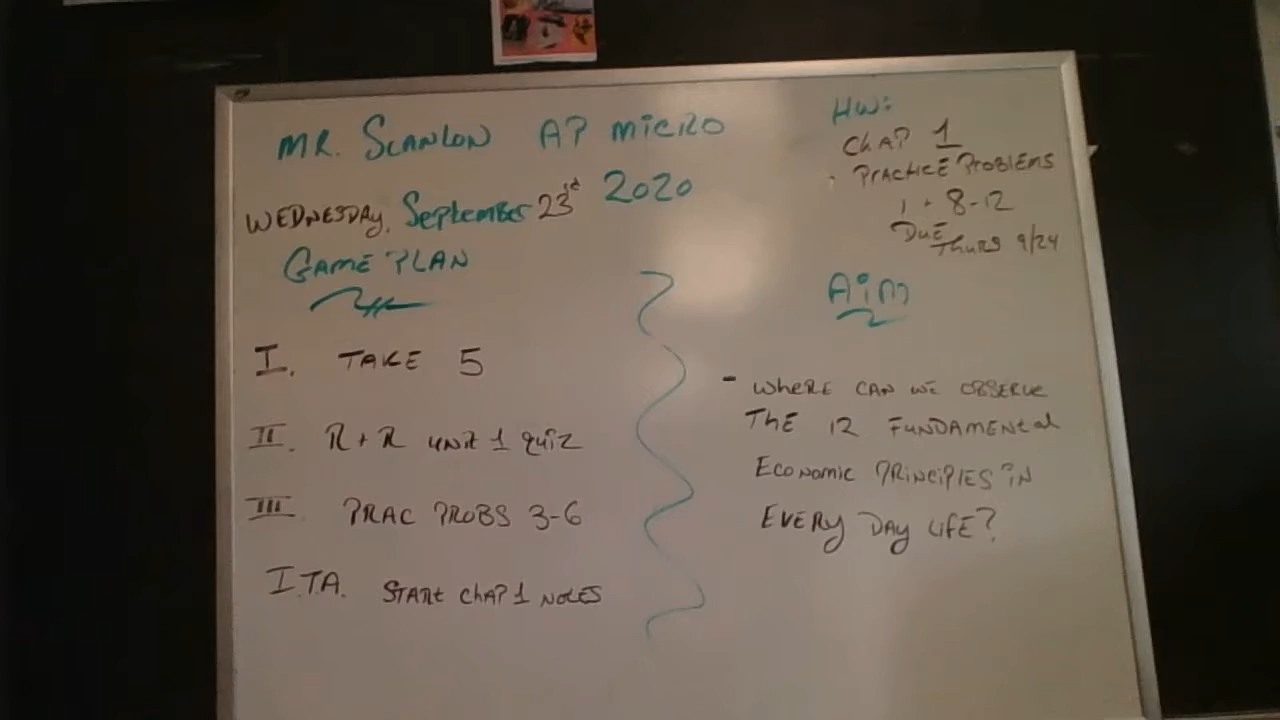 MR. SCANLON AP MICRO
WEDNESDAY, September 23rd 2020
GAME PLAN
I. TAKE 5
II. R + R UNIT 1 QUIZ
III PRAC PROBS 3-6
I.T.A. START CHAP 1 NOTES
HW:
CHAP 1
· PRACTICE PROBLEMS
1 + 8-12
DUE
THURS 9/24
AIM
- WHERE CAN WE OBSERVE
THE 12 FUNDAMENTAL
ECONOMIC PRINCIPLES IN
EVERY DAY LIFE?